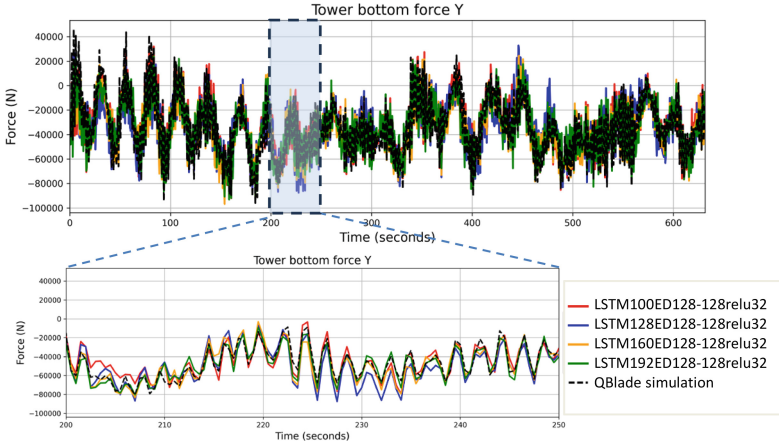 Tower bottom force Y
40000
20000
0
−20000
−40000
−60000
−80000
−100000
Force (N)
0 100 200 300 400 500 600
Time (seconds)
Tower bottom force Y
40000
20000
0
−20000
−40000
−60000
−80000
−100000
Force (N)
200 210 220 230 240 250
Time (seconds)
LSTM100ED128-128relu32
LSTM128ED128-128relu32
LSTM160ED128-128relu32
LSTM192ED128-128relu32
QBlade simulation